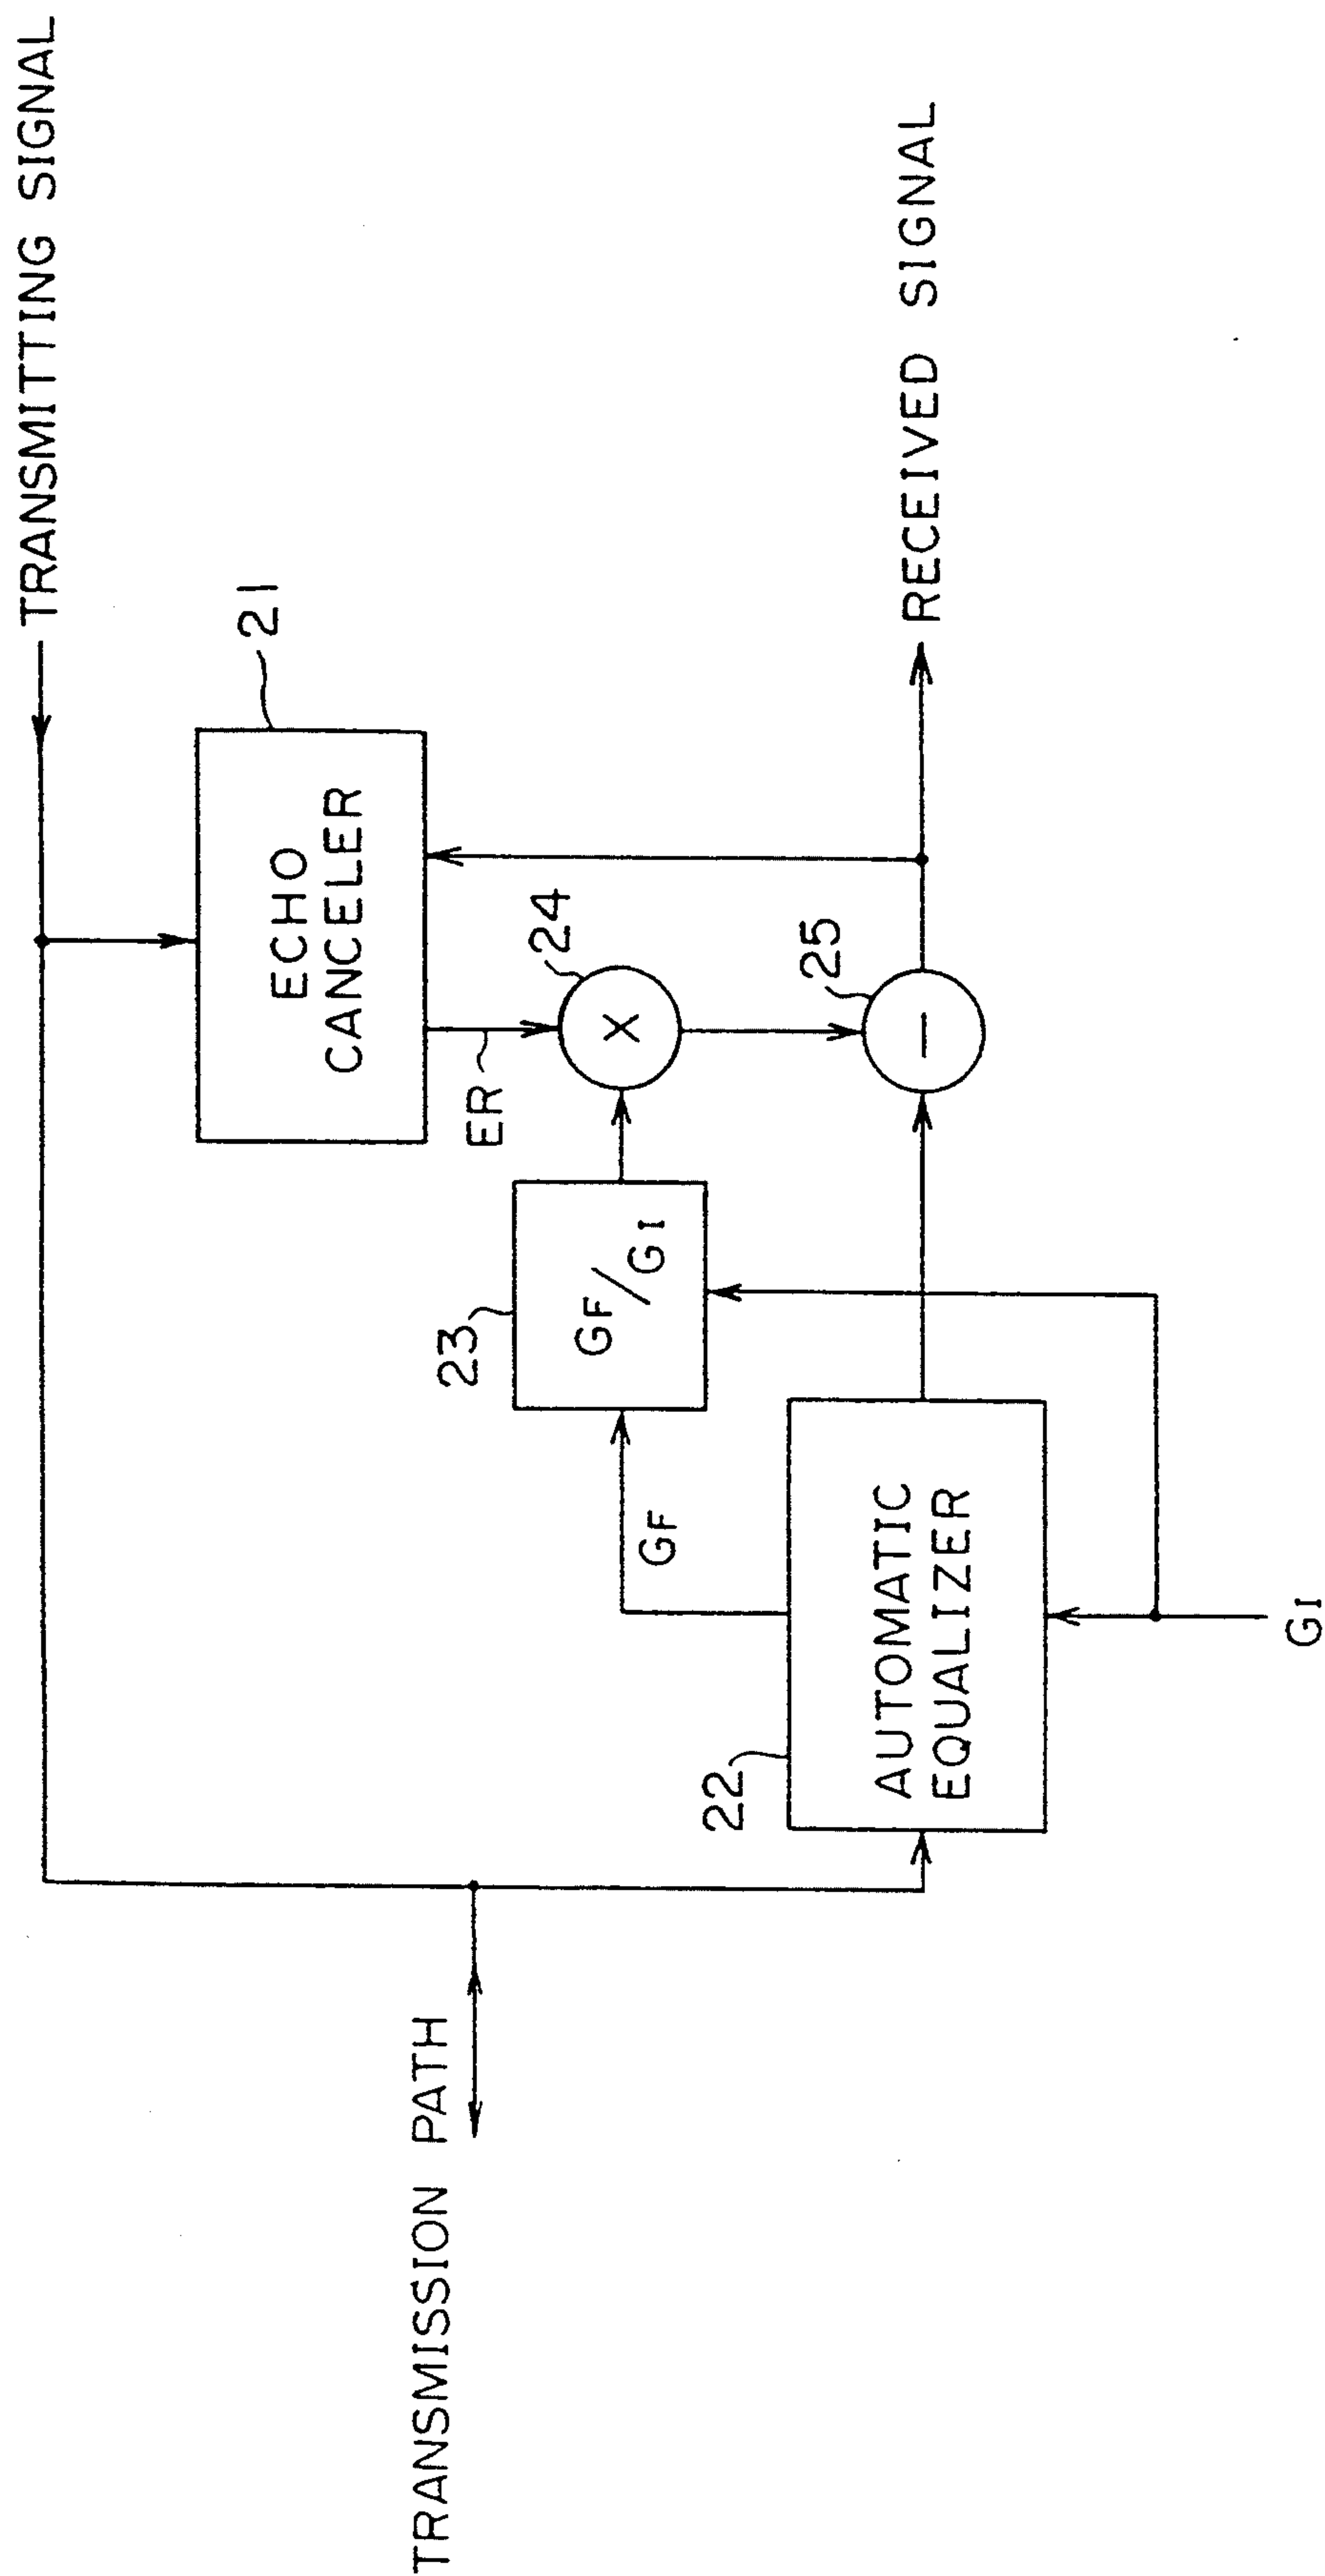 TRANSMITTING SIGNAL
21
ECHO
CANCELER
ER
24
23
GF/GI
25
RECEIVED SIGNAL
GF
22
AUTOMATIC
EQUALIZER
GI
TRANSMISSION PATH